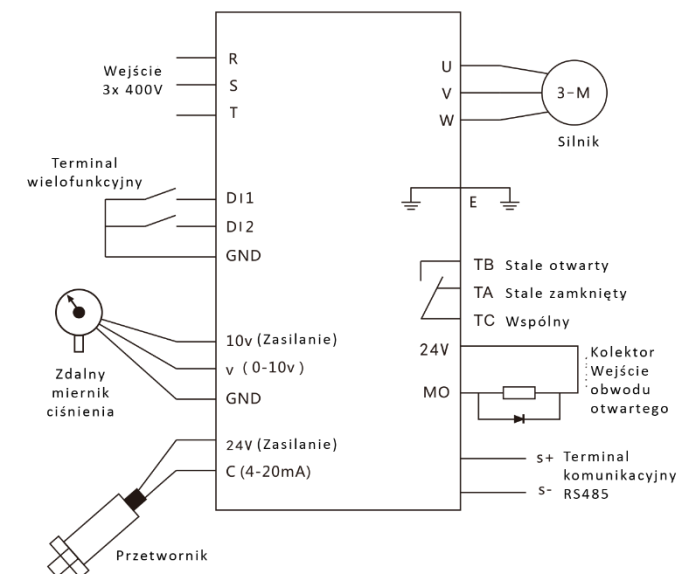 Wejście
3x 400V
R
S
T
Terminal
wielofunkcyjny
DI1
DI2
GND
Zdalny
miernik
ciśnienia
10v (Zasilanie)
v (0-10v)
GND
24V (Zasilanie)
C (4-20mA)
Przetwornik
U
V
W
3-M
Silnik
E
TB Stale otwarty
TA Stale zamknięty
TC Wspólny
24V
MO
Kolektor
Wejście
obwodu
otwartego
s+ Terminal
komunikacyjny
s- RS485